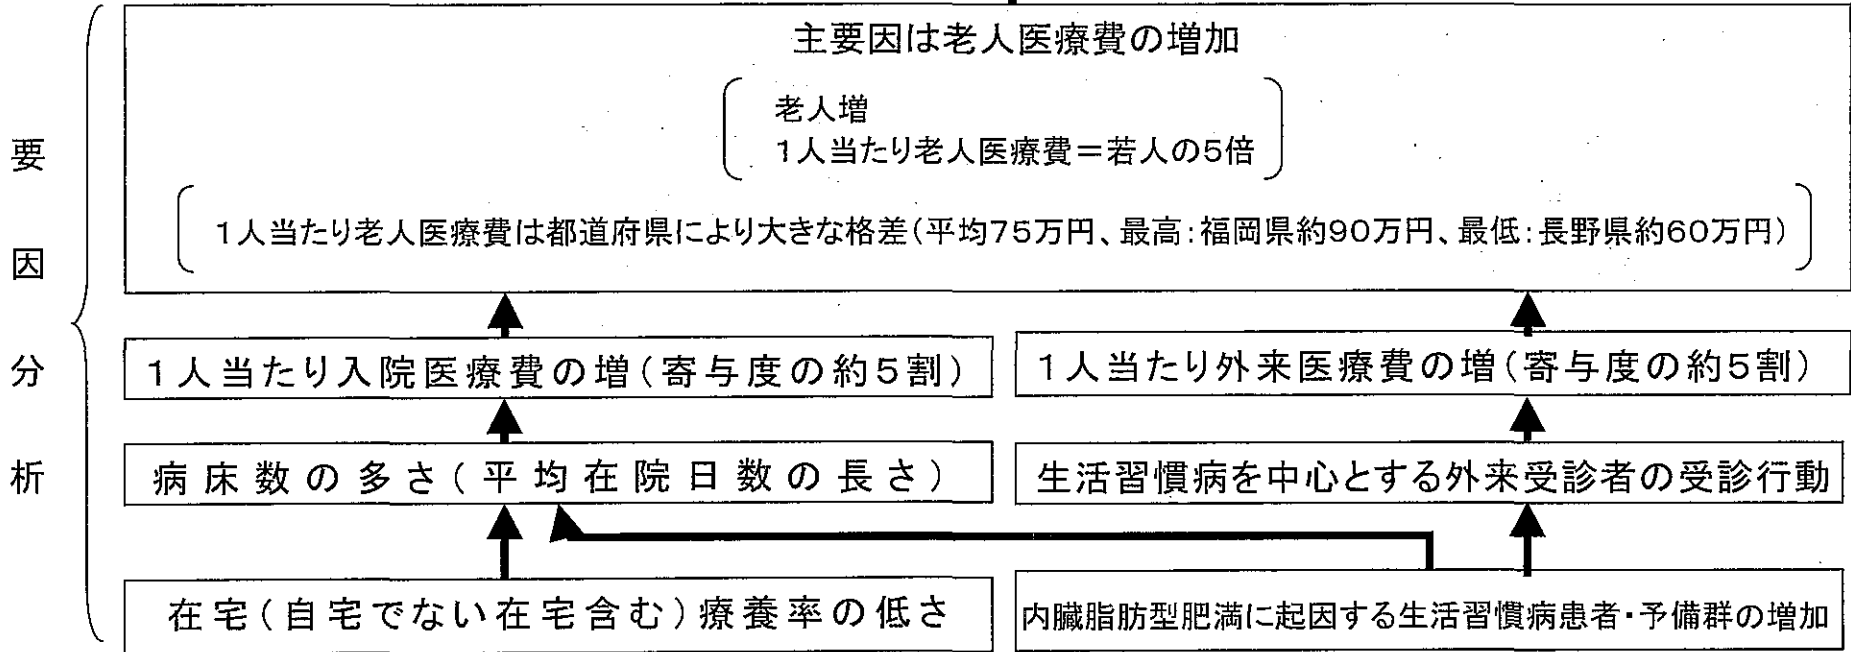 要因分析
主要因は老人医療費の増加
老人増
1人当たり老人医療費＝若人の5倍
1人当たり老人医療費は都道府県により大きな格差(平均75万円、最高：福岡県約90万円、最低：長野県約60万円)
1人当たり入院医療費の増(寄与度の約5割)
1人当たり外来医療費の増(寄与度の約5割)
病床数の多さ(平均在院日数の長さ)
生活習慣病を中心とする外来受診者の受診行動
在宅(自宅でない在宅含む)療養率の低さ
内臓脂肪型肥満に起因する生活習慣病患者・予備群の増加